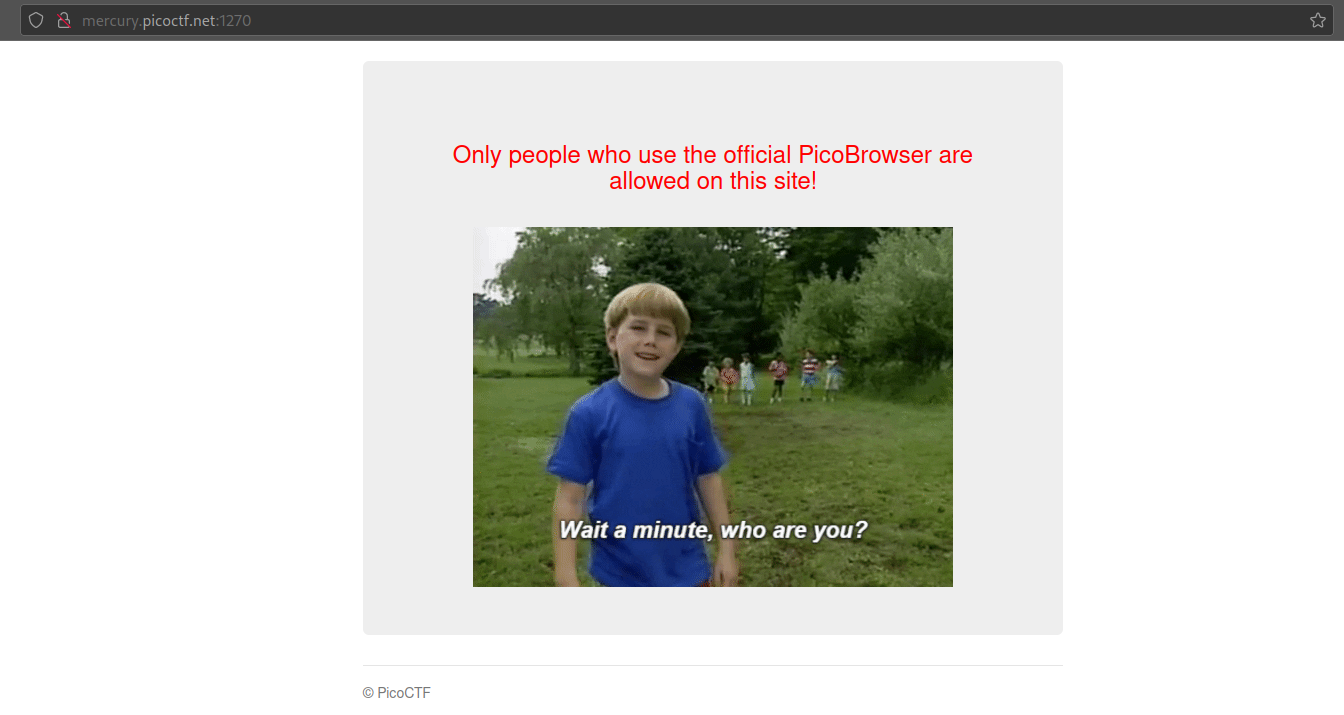 mercury.picoctf.net:1270
Only people who use the official PicoBrowser are
allowed on this site!
Wait a minute, who are you?
© PicoCTF